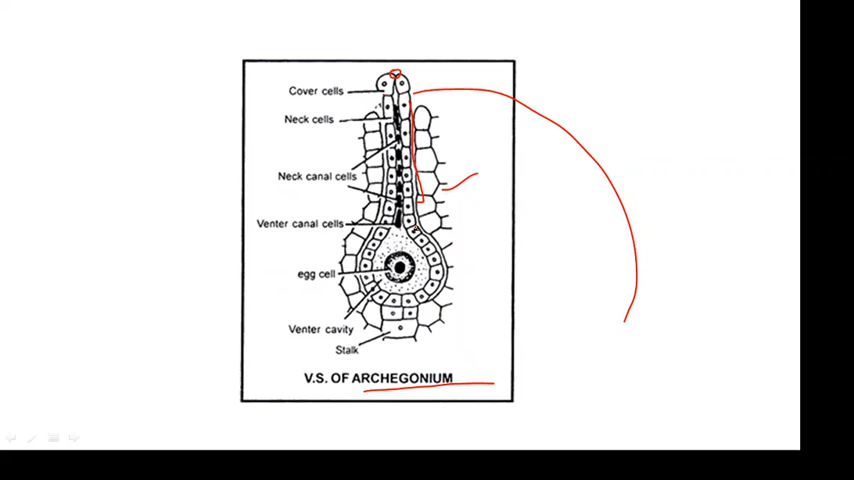 Cover cells
Neck cells
Neck canal cells
Venter canal cells
egg cell
Venter cavity
Stalk
V.S. OF ARCHEGONIUM